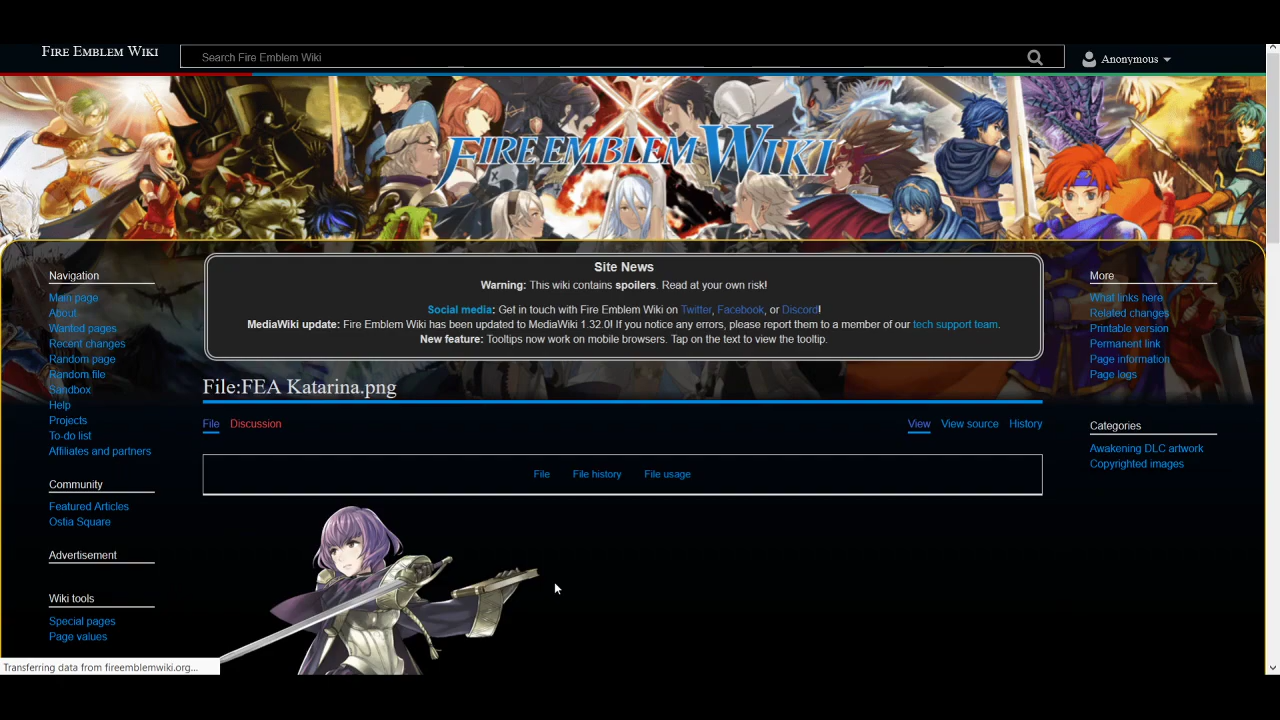 FIRE EMBLEM WIKI
Search Fire Emblem Wiki
Anonymous
FIRE EMBLEM WIKI
Navigation
Main page
About
Wanted pages
Recent changes
Random page
Random file
Sandbox
Help
Projects
To-do list
Affiliates and partners
Community
Featured Articles
Ostia Square
Advertisement
Wiki tools
Special pages
Page values
Site News
Warning: This wiki contains spoilers. Read at your own risk!
Social media: Get in touch with Fire Emblem Wiki on Twitter, Facebook, or Discord!
MediaWiki update: Fire Emblem Wiki has been updated to MediaWiki 1.32.0! If you notice any errors, please report them to a member of our tech support team.
New feature: Tooltips now work on mobile browsers. Tap on the text to view the tooltip.
File:FEA Katarina.png
File Discussion View View source History
File File history File usage
More
What links here
Related changes
Printable version
Permanent link
Page information
Page logs
Categories
Awakening DLC artwork
Copyrighted images
Transferring data from fireemblemwiki.org...